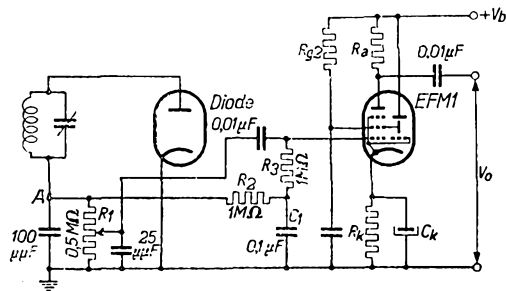 +Vb
Rg2
Ra
0,01µF
EFM1
Diode
0,01µF
R3
1MΩ
Vo
A
R1
0,5MΩ
R2
1MΩ
C1
0,1µF
100
µµF
25
µµF
Rk
Ck